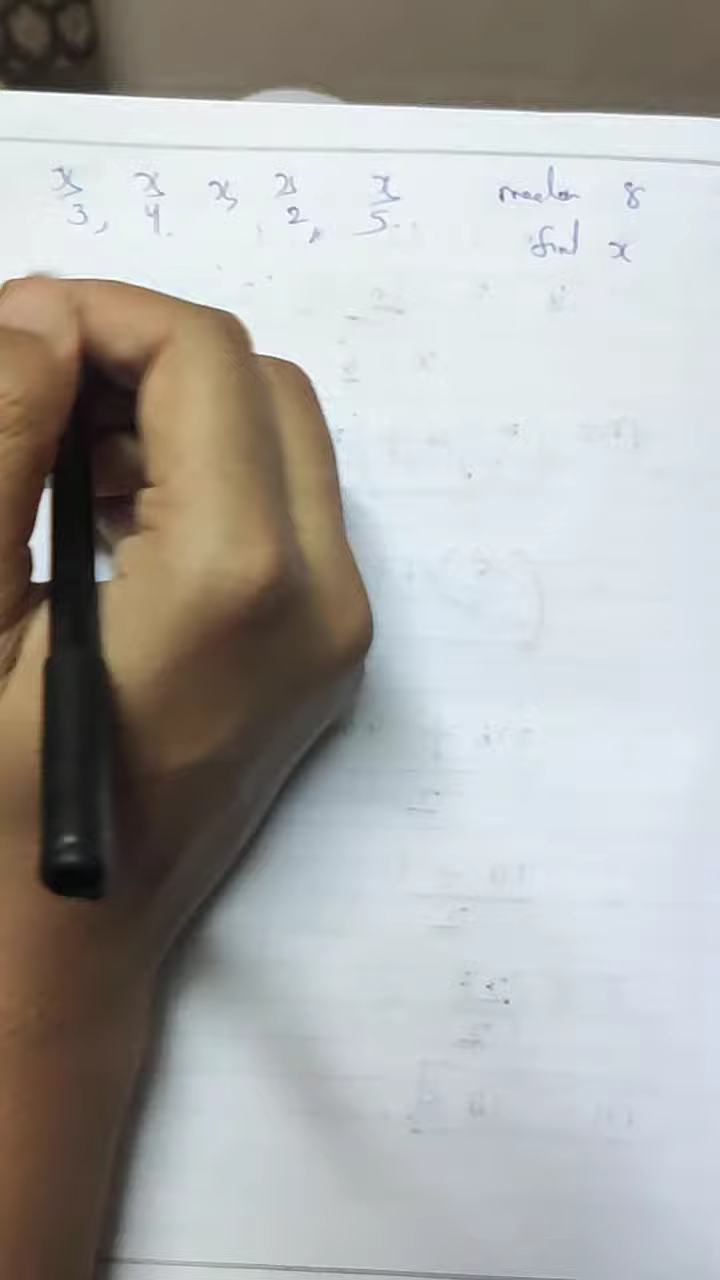 x/3, x/4. x, x/2, x/5. median 8
find x